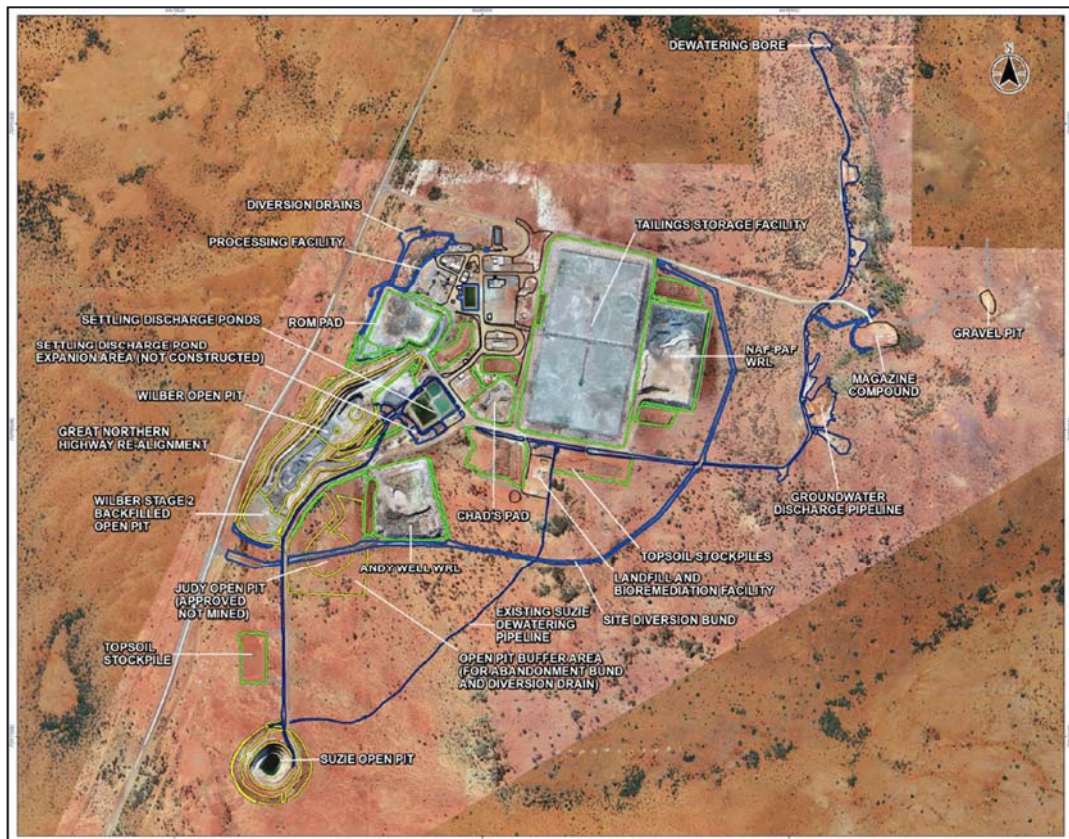 N
DEWATERING BORE
DIVERSION DRAINS
PROCESSING FACILITY
TAILINGS STORAGE FACILITY
SETTLING DISCHARGE PONDS
ROM PAD
SETTLING DISCHARGE POND
EXPANION AREA (NOT CONSTRUCTED)
GRAVEL PIT
NAF-PAF
WRL
MAGAZINE
COMPOUND
WILBER OPEN PIT
GREAT NORTHERN
HIGHWAY RE-ALIGNMENT
WILBER STAGE 2
BACKFILLED
OPEN PIT
CHAD'S PAD
GROUNDWATER
DISCHARGE PIPELINE
TOPSOIL STOCKPILES
ANDY WELL WRL
LANDFILL AND
BIOREMEDIATION FACILITY
JUDY OPEN PIT
(APPROVED
NOT MINED)
EXISTING SUZIE
DEWATERING
PIPELINE
SITE DIVERSION BUND
TOPSOIL
STOCKPILE
OPEN PIT BUFFER AREA
(FOR ABANDONMENT BUND
AND DIVERSION DRAIN)
SUZIE OPEN PIT